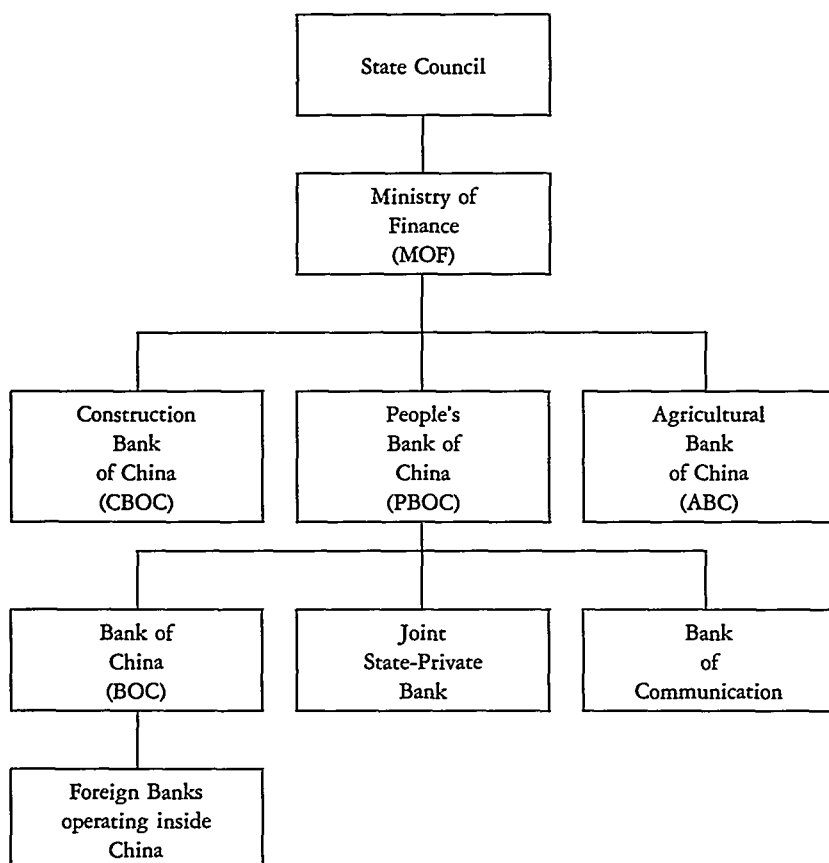 State Council
Ministry of
Finance
(MOF)
Construction
Bank
of China
(CBOC)
People's
Bank of
China
(PBOC)
Agricultural
Bank
of China
(ABC)
Bank of
China
(BOC)
Joint
State-Private
Bank
Bank
of
Communication
Foreign Banks
operating inside
China